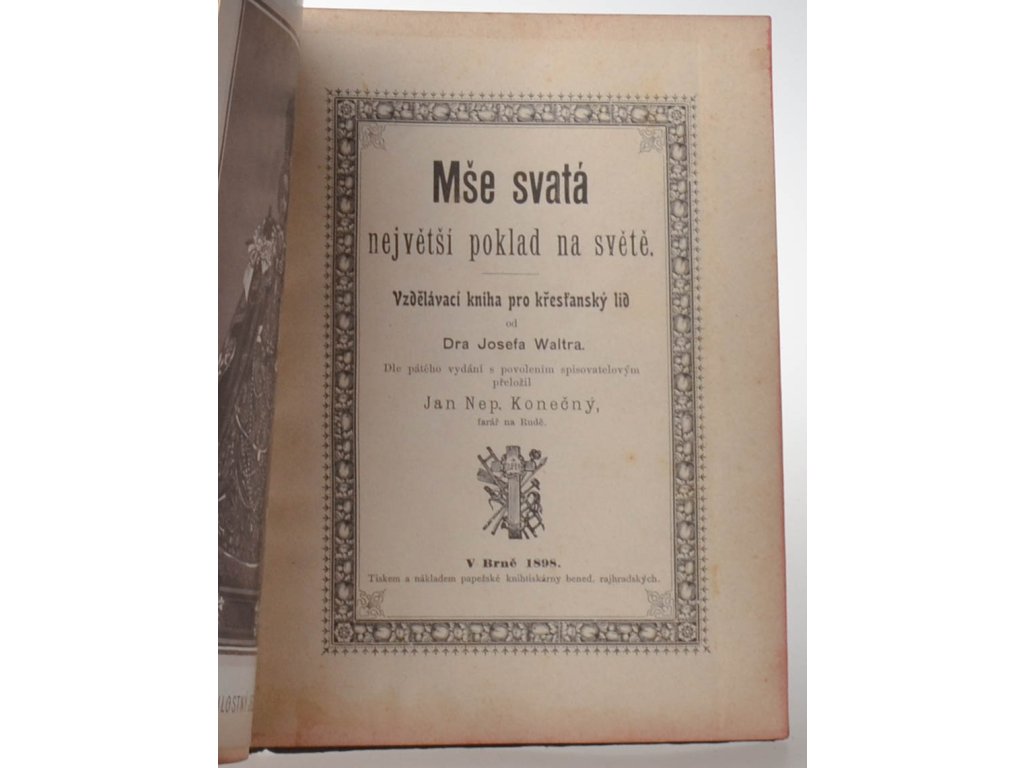 Mše svatá
největší poklad na světě.
Vzdělávací kniha pro křesťanský lid
od
Dra Josefa Waltra.
Dle pátého vydání s povolením spisovatelovým
přeložil
Jan Nep. Konečný,
farář na Rudě.
V Brně 1898.
Tiskem a nákladem papežské knihtiskárny bened. rajhradských.